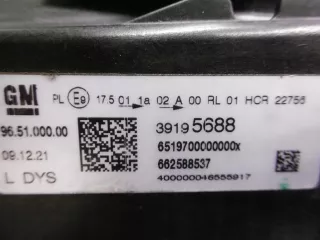 GM PL E9 17.5 01 1a 02 A 00 RL 01 HCR 22756
96.51.000.00
39195688
09.12.21
6519700000000x
662588537
L DYS
400000046555917